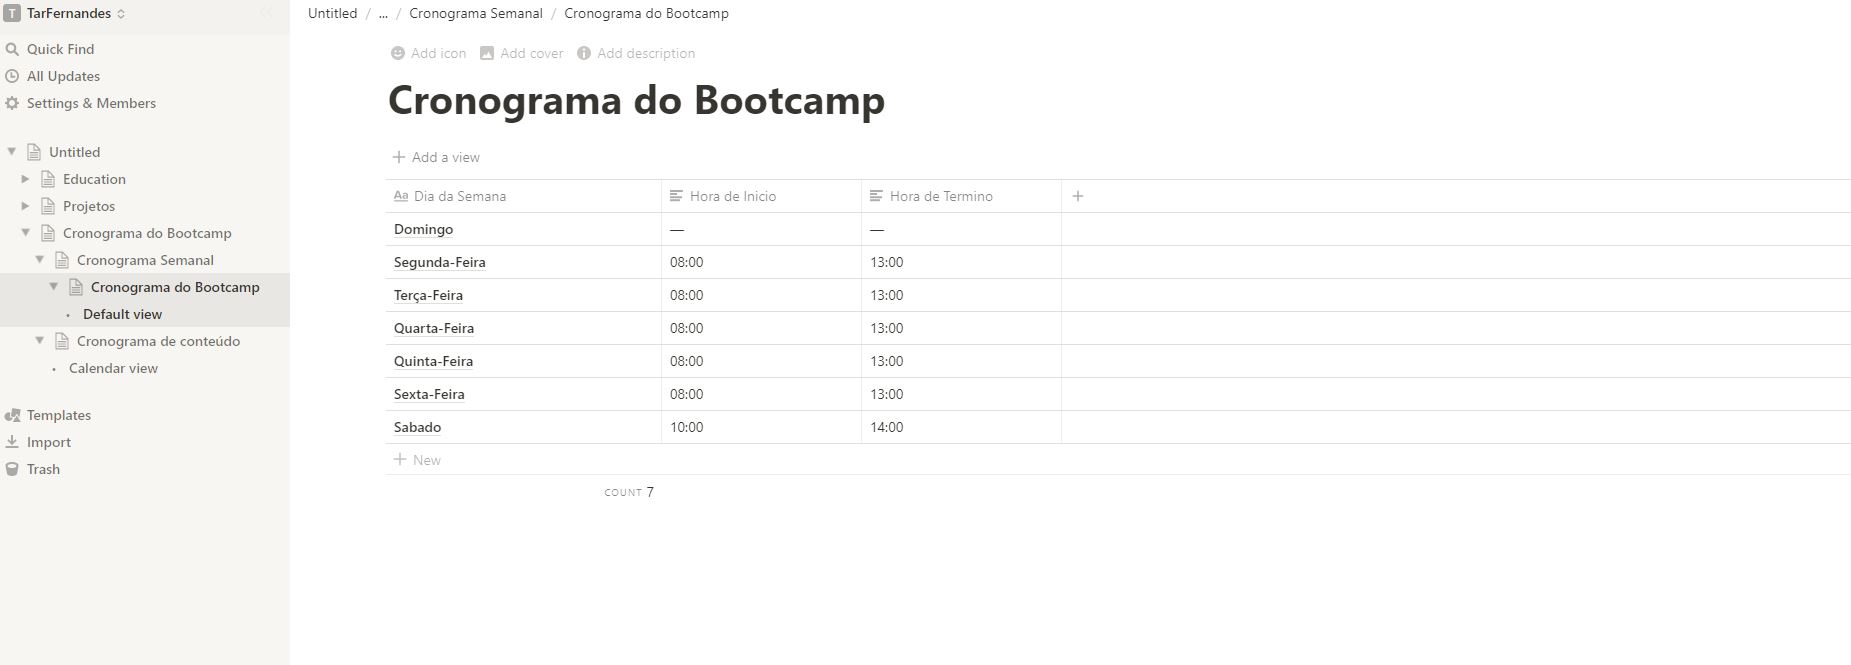 T TarFernandes
Quick Find
All Updates
Settings & Members
Untitled
Education
Projetos
Cronograma do Bootcamp
Cronograma Semanal
Cronograma do Bootcamp
Default view
Cronograma de conteúdo
Calendar view
Templates
Import
Trash
Untitled / ... / Cronograma Semanal / Cronograma do Bootcamp
Add icon Add cover Add description
Cronograma do Bootcamp
+ Add a view
Aa Dia da Semana Hora de Inicio Hora de Termino +
Domingo — —
Segunda-Feira 08:00 13:00
Terça-Feira 08:00 13:00
Quarta-Feira 08:00 13:00
Quinta-Feira 08:00 13:00
Sexta-Feira 08:00 13:00
Sabado 10:00 14:00
+ New
COUNT 7